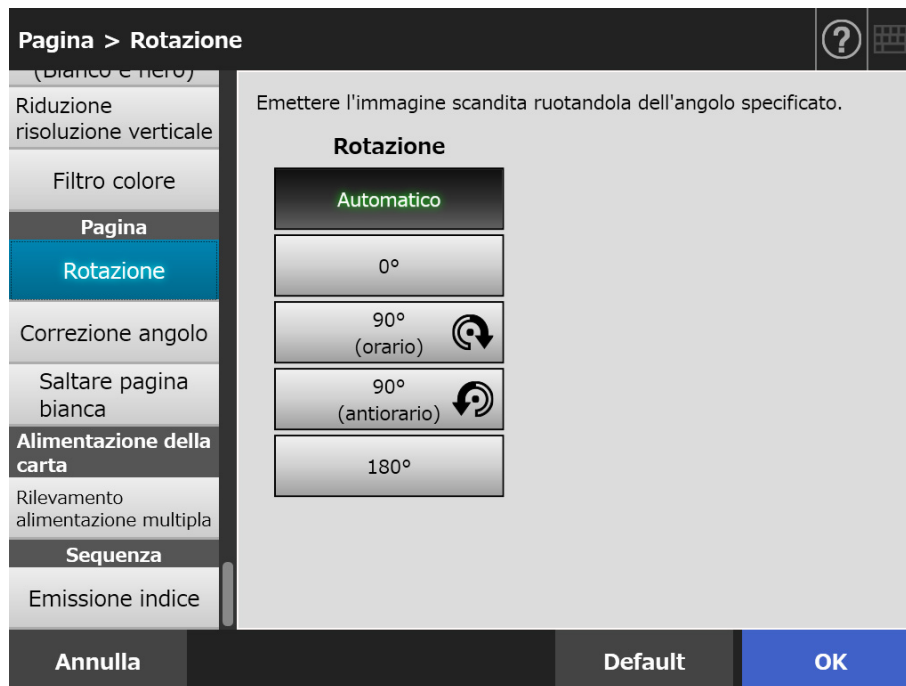 Pagina > Rotazione
(Bianco e nero)
Riduzione
risoluzione verticale
Filtro colore
Pagina
Rotazione
Correzione angolo
Saltare pagina
bianca
Alimentazione della
carta
Rilevamento
alimentazione multipla
Sequenza
Emissione indice
Emettere l'immagine scandita ruotandola dell'angolo specificato.
Rotazione
Automatico
0°
90°
(orario)
90°
(antiorario)
180°
Annulla
Default
OK